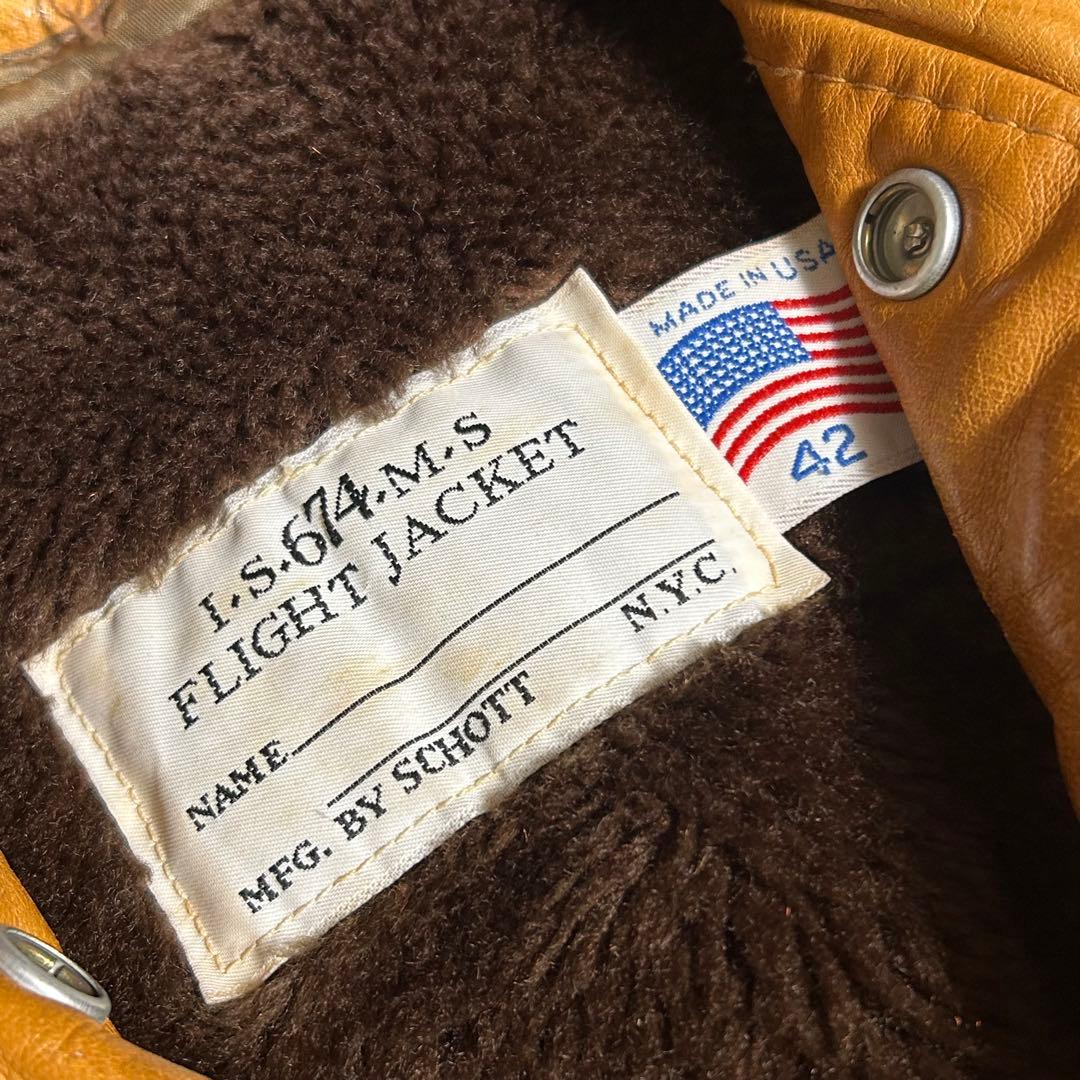 I-S-674-M-S
FLIGHT JACKET
NAME
MFG. BY SCHOTT N.Y.C.
MADE IN USA
42